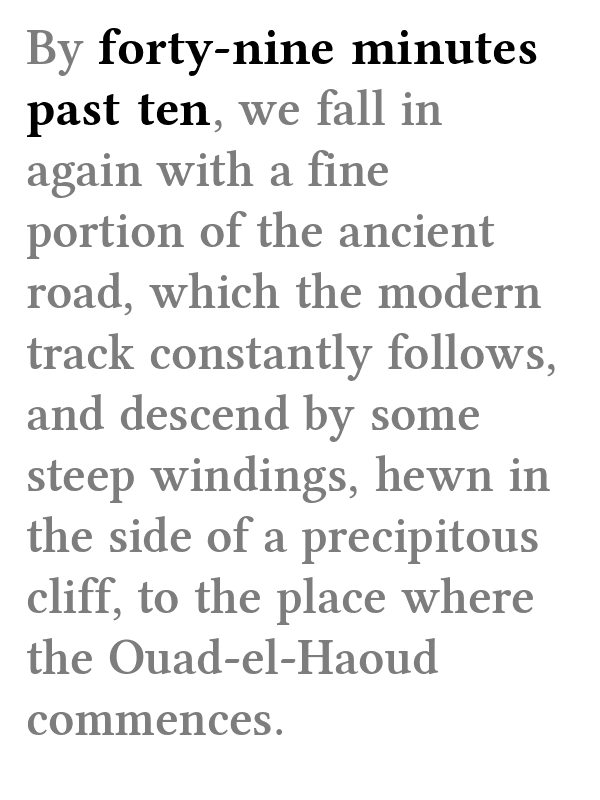 By forty-nine minutes
past ten, we fall in
again with a fine
portion of the ancient
road, which the modern
track constantly follows,
and descend by some
steep windings, hewn in
the side of a precipitous
cliff, to the place where
the Ouad-el-Haoud
commences.